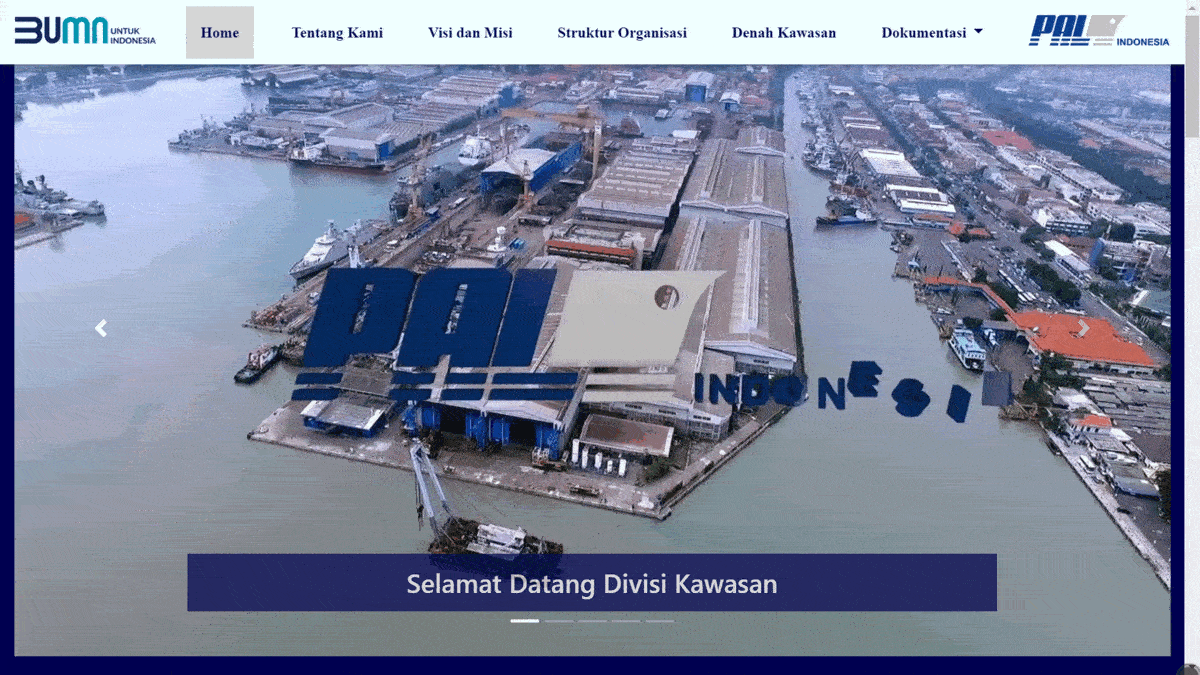 BUMN UNTUK INDONESIA
Home
Tentang Kami
Visi dan Misi
Struktur Organisasi
Denah Kawasan
Dokumentasi
PAL INDONESIA
PAL
INDONESI
Selamat Datang Divisi Kawasan